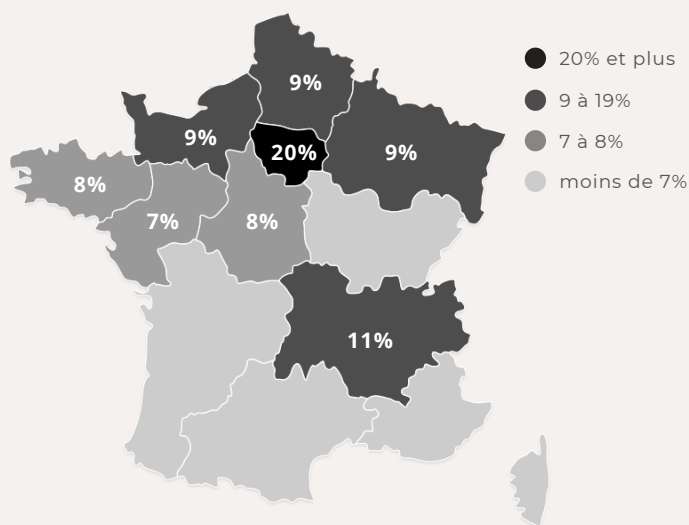 9%
20% et plus
9 à 19%
9%
20%
9%
7 à 8%
8%
moins de 7%
7%
8%
11%